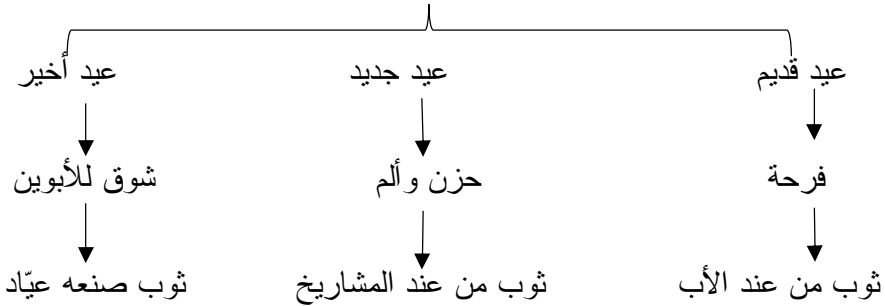 عيد قديم عيد جديد عيد أخير
فرحة حزن وألم شوق للأبوين
ثوب من عند الأب ثوب من عند المشاريخ ثوب صنعه عيّاد